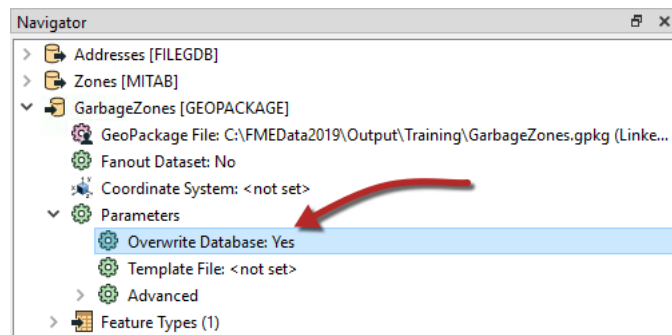 Navigator
Addresses [FILEGDB]
Zones [MITAB]
GarbageZones [GEOPACKAGE]
GeoPackage File: C:\FMEData2019\Output\Training\GarbageZones.gpkg (Linke...
Fanout Dataset: No
Coordinate System: <not set>
Parameters
Overwrite Database: Yes
Template File: <not set>
Advanced
Feature Types (1)